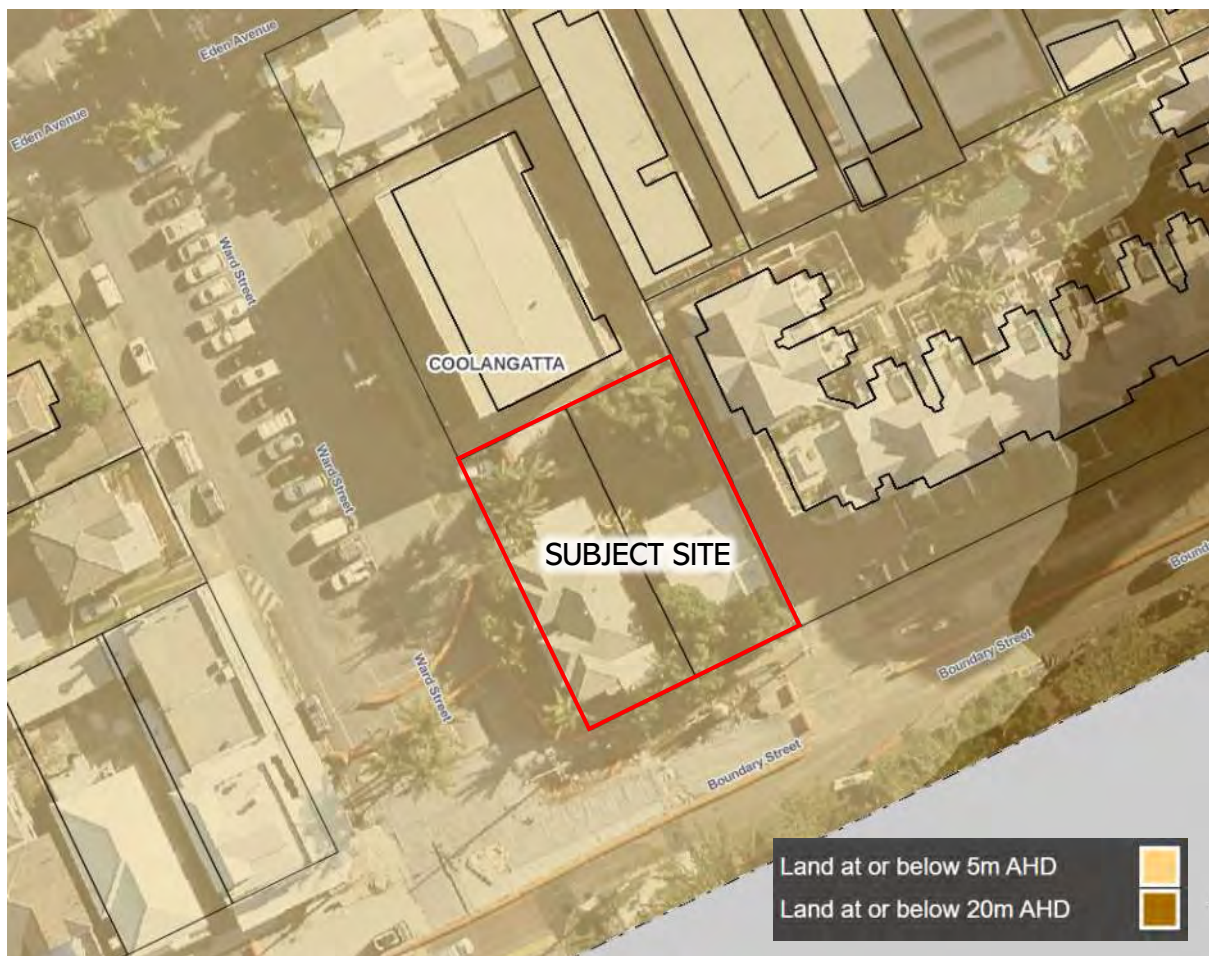 Eden Avenue
Eden Avenue
Ward Street
COOLANGATTA
Ward Street
SUBJECT SITE
Ward Street
Boundary Street
Bound
Boundary Street
Land at or below 5m AHD
Land at or below 20m AHD